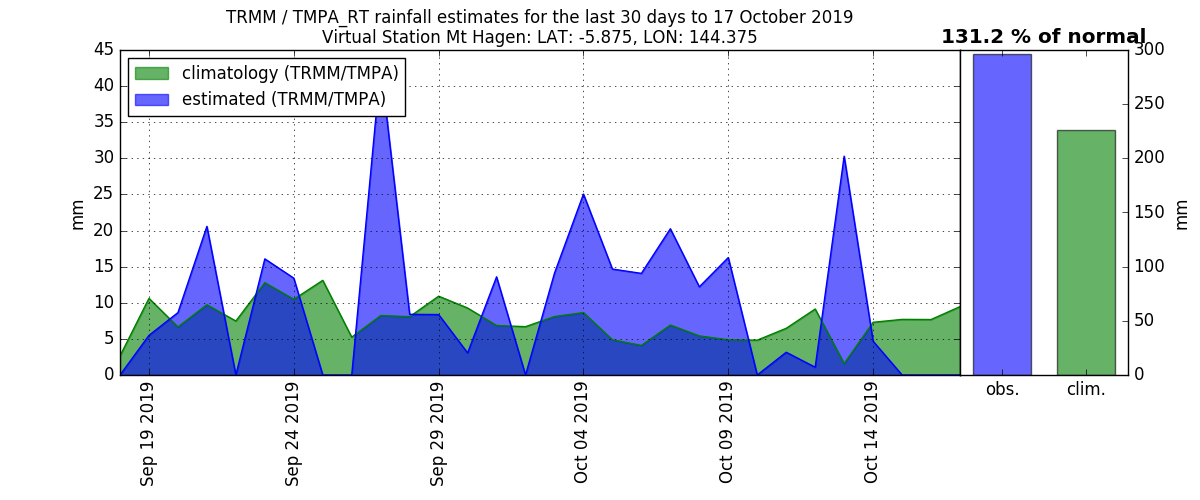 TRMM / TMPA_RT rainfall estimates for the last 30 days to 17 October 2019
Virtual Station Mt Hagen: LAT: -5.875, LON: 144.375
131.2 % of normal
climatology (TRMM/TMPA)
estimated (TRMM/TMPA)
mm
45
40
35
30
25
20
15
10
5
0
Sep 19 2019
Sep 24 2019
Sep 29 2019
Oct 04 2019
Oct 09 2019
Oct 14 2019
300
250
200
150
100
50
0
mm
obs.
clim.